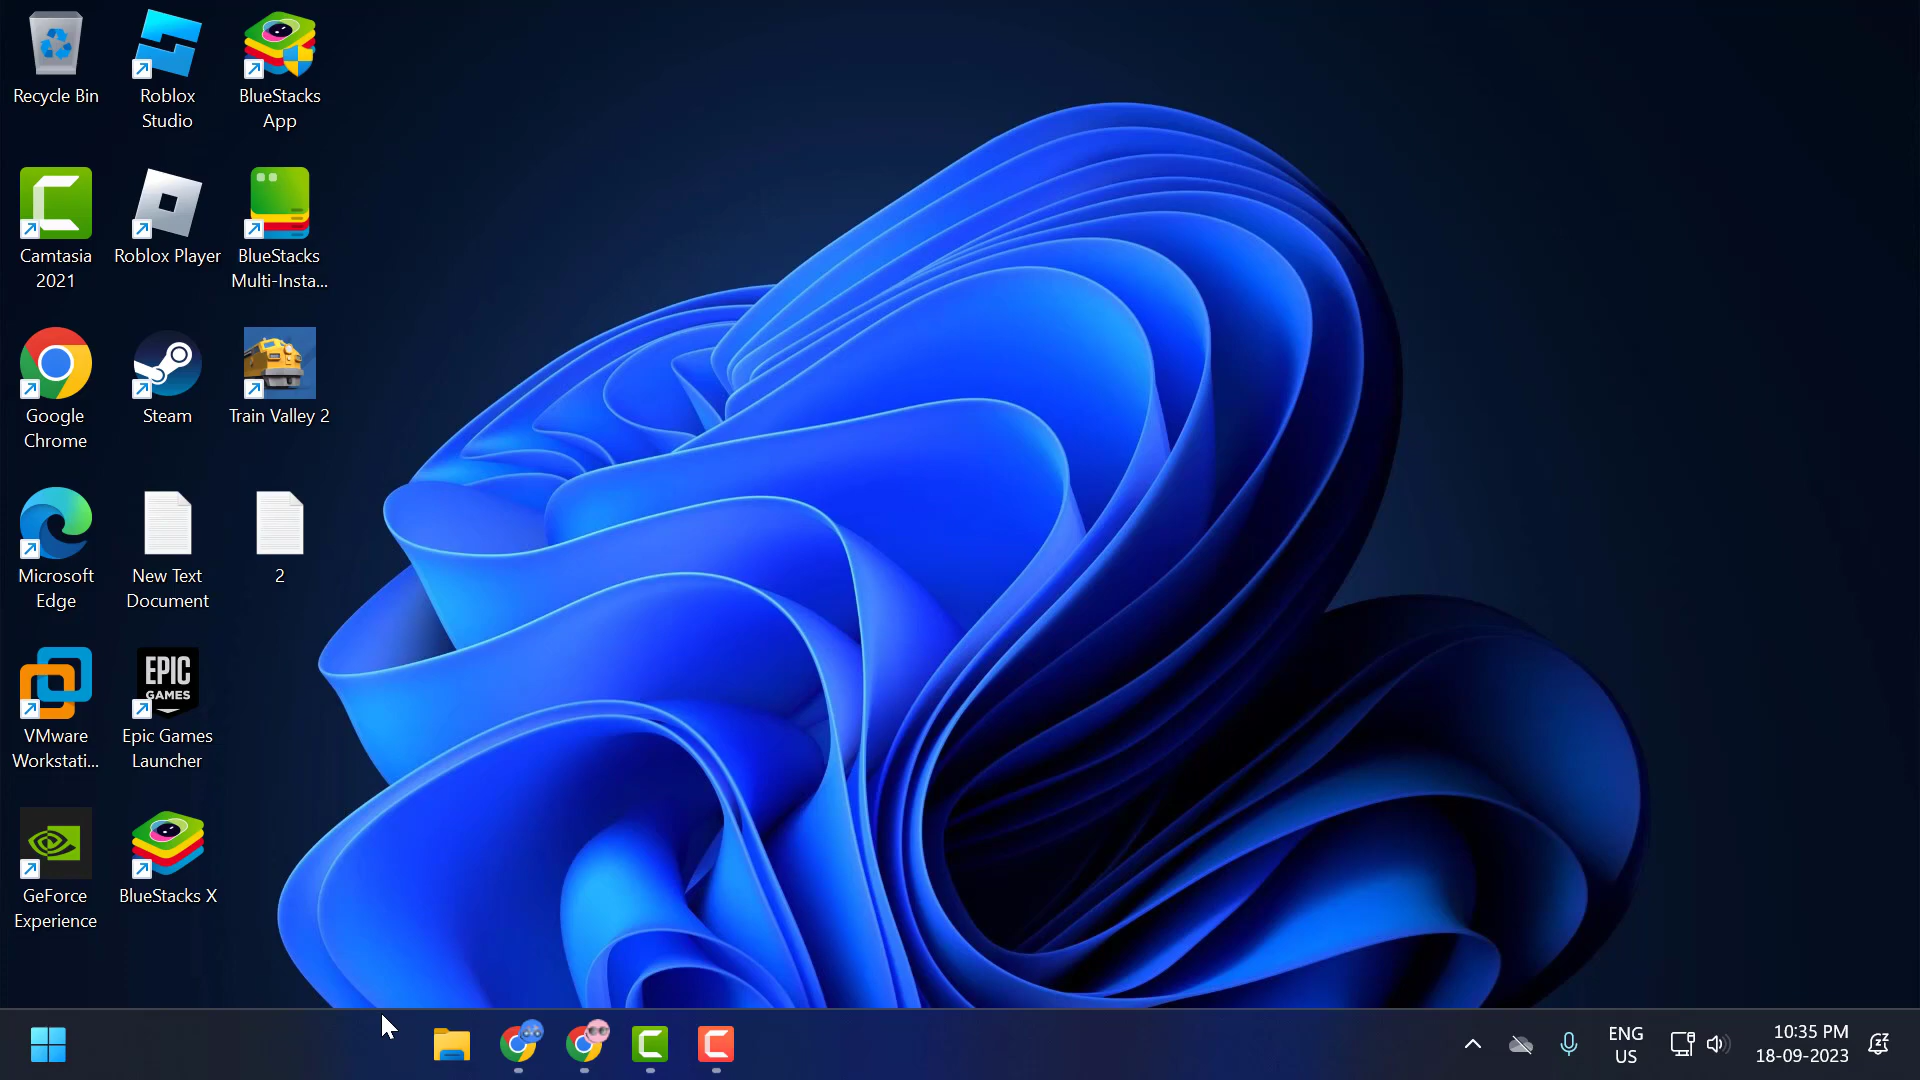 Recycle Bin
Roblox
Studio
BlueStacks
App
Camtasia
2021
Roblox Player
BlueStacks
Multi-Insta...
Google
Chrome
Steam
Train Valley 2
Microsoft
Edge
New Text
Document
2
VMware
Workstati...
EPIC
GAMES
Epic Games
Launcher
GeForce
Experience
BlueStacks X
ENG
US
10:35 PM
18-09-2023